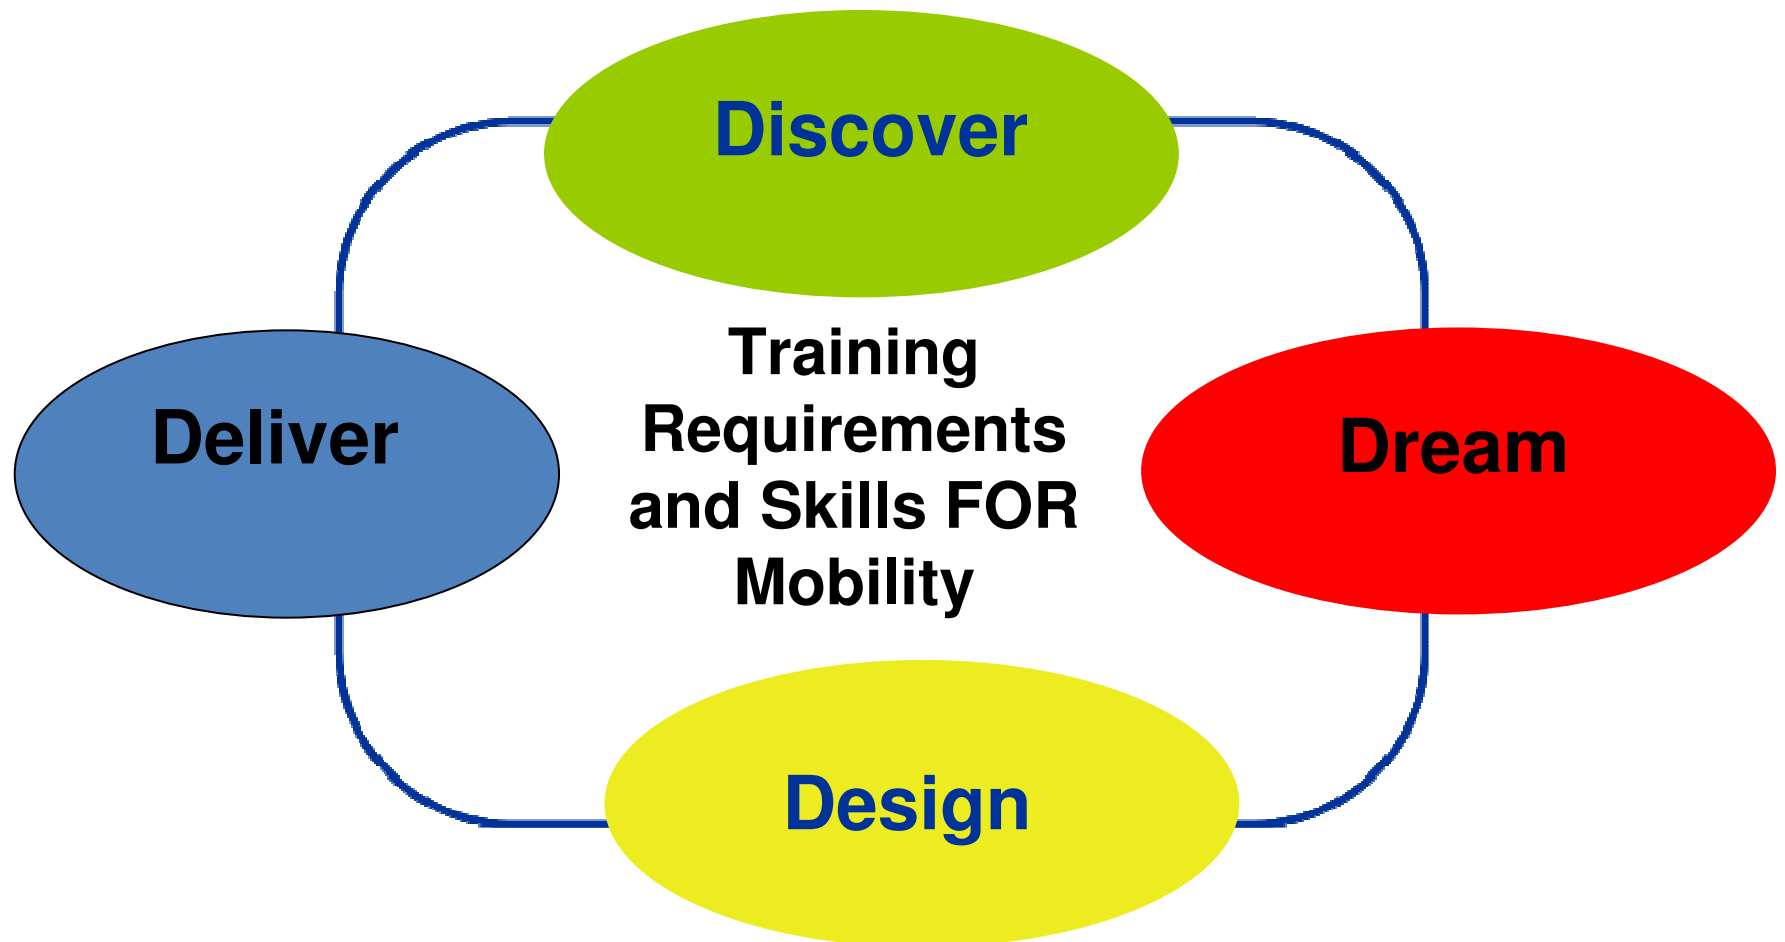 Discover
Training
Requirements
and Skills FOR
Mobility
Deliver
Dream
Design